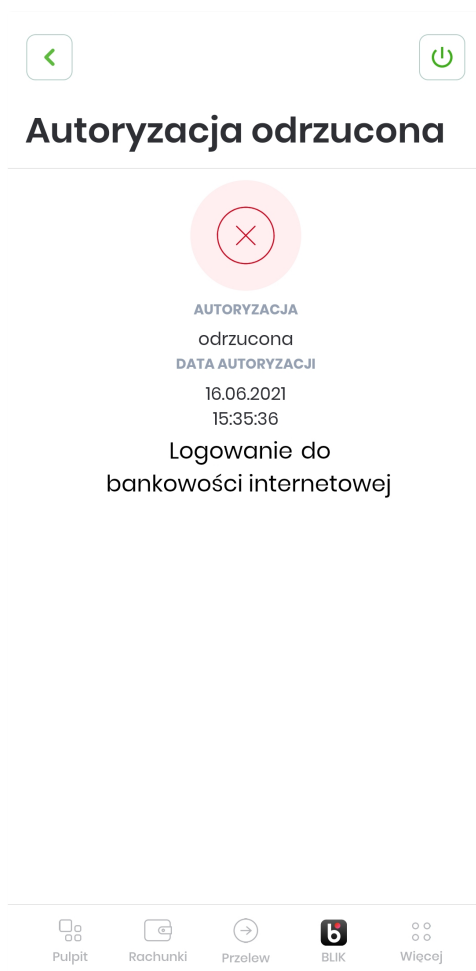 Autoryzacja odrzucona
AUTORYZACJA
odrzucona
DATA AUTORYZACJI
16.06.2021
15:35:36
Logowanie do
bankowości internetowej
Pulpit Rachunki Przelew BLIK Więcej